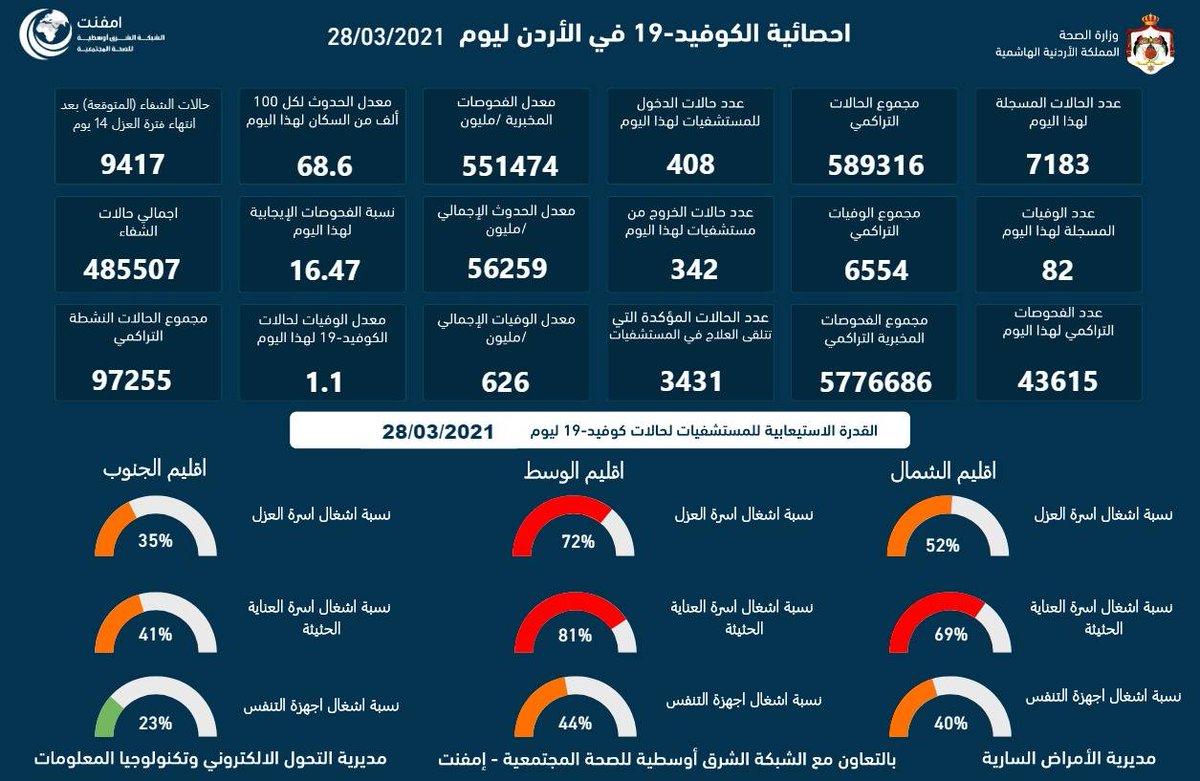 وزارة الصحة
المملكة الأردنية الهاشمية
احصائية الكوفيد-19 في الأردن ليوم 28/03/2021
امفنت
الشبكة الشرق أوسطية
للصحة المجتمعية
عدد الحالات المسجلة
لهذا اليوم
7183
مجموع الحالات
التراكمي
589316
عدد حالات الدخول
للمستشفيات لهذا اليوم
408
معدل الفحوصات
المخبرية /مليون
551474
معدل الحدوث لكل 100
ألف من السكان لهذا اليوم
68.6
حالات الشفاء (المتوقعة) بعد
انتهاء فترة العزل 14 يوم
9417
عدد الوفيات
المسجلة لهذا اليوم
82
مجموع الوفيات
التراكمي
6554
عدد حالات الخروج من
مستشفيات لهذا اليوم
342
معدل الحدوث الإجمالي
/مليون
56259
نسبة الفحوصات الإيجابية
لهذا اليوم
16.47
اجمالي حالات
الشفاء
485507
عدد الفحوصات
التراكمي لهذا اليوم
43615
مجموع الفحوصات
المخبرية التراكمي
5776686
عدد الحالات المؤكدة التي
تتلقى العلاج في المستشفيات
3431
معدل الوفيات الإجمالي
/مليون
626
معدل الوفيات لحالات
الكوفيد-19 لهذا اليوم
1.1
مجموع الحالات النشطة
التراكمي
97255
القدرة الاستيعابية للمستشفيات لحالات كوفيد-19 ليوم 28/03/2021
اقليم الشمال
نسبة اشغال اسرة العزل
52%
نسبة اشغال اسرة العناية
الحثيثة
69%
نسبة اشغال اجهزة التنفس
40%
اقليم الوسط
نسبة اشغال اسرة العزل
72%
نسبة اشغال اسرة العناية
الحثيثة
81%
نسبة اشغال اجهزة التنفس
44%
اقليم الجنوب
نسبة اشغال اسرة العزل
35%
نسبة اشغال اسرة العناية
الحثيثة
41%
نسبة اشغال اجهزة التنفس
23%
مديرية الأمراض السارية
بالتعاون مع الشبكة الشرق أوسطية للصحة المجتمعية - إمفنت
مديرية التحول الالكتروني وتكنولوجيا المعلومات